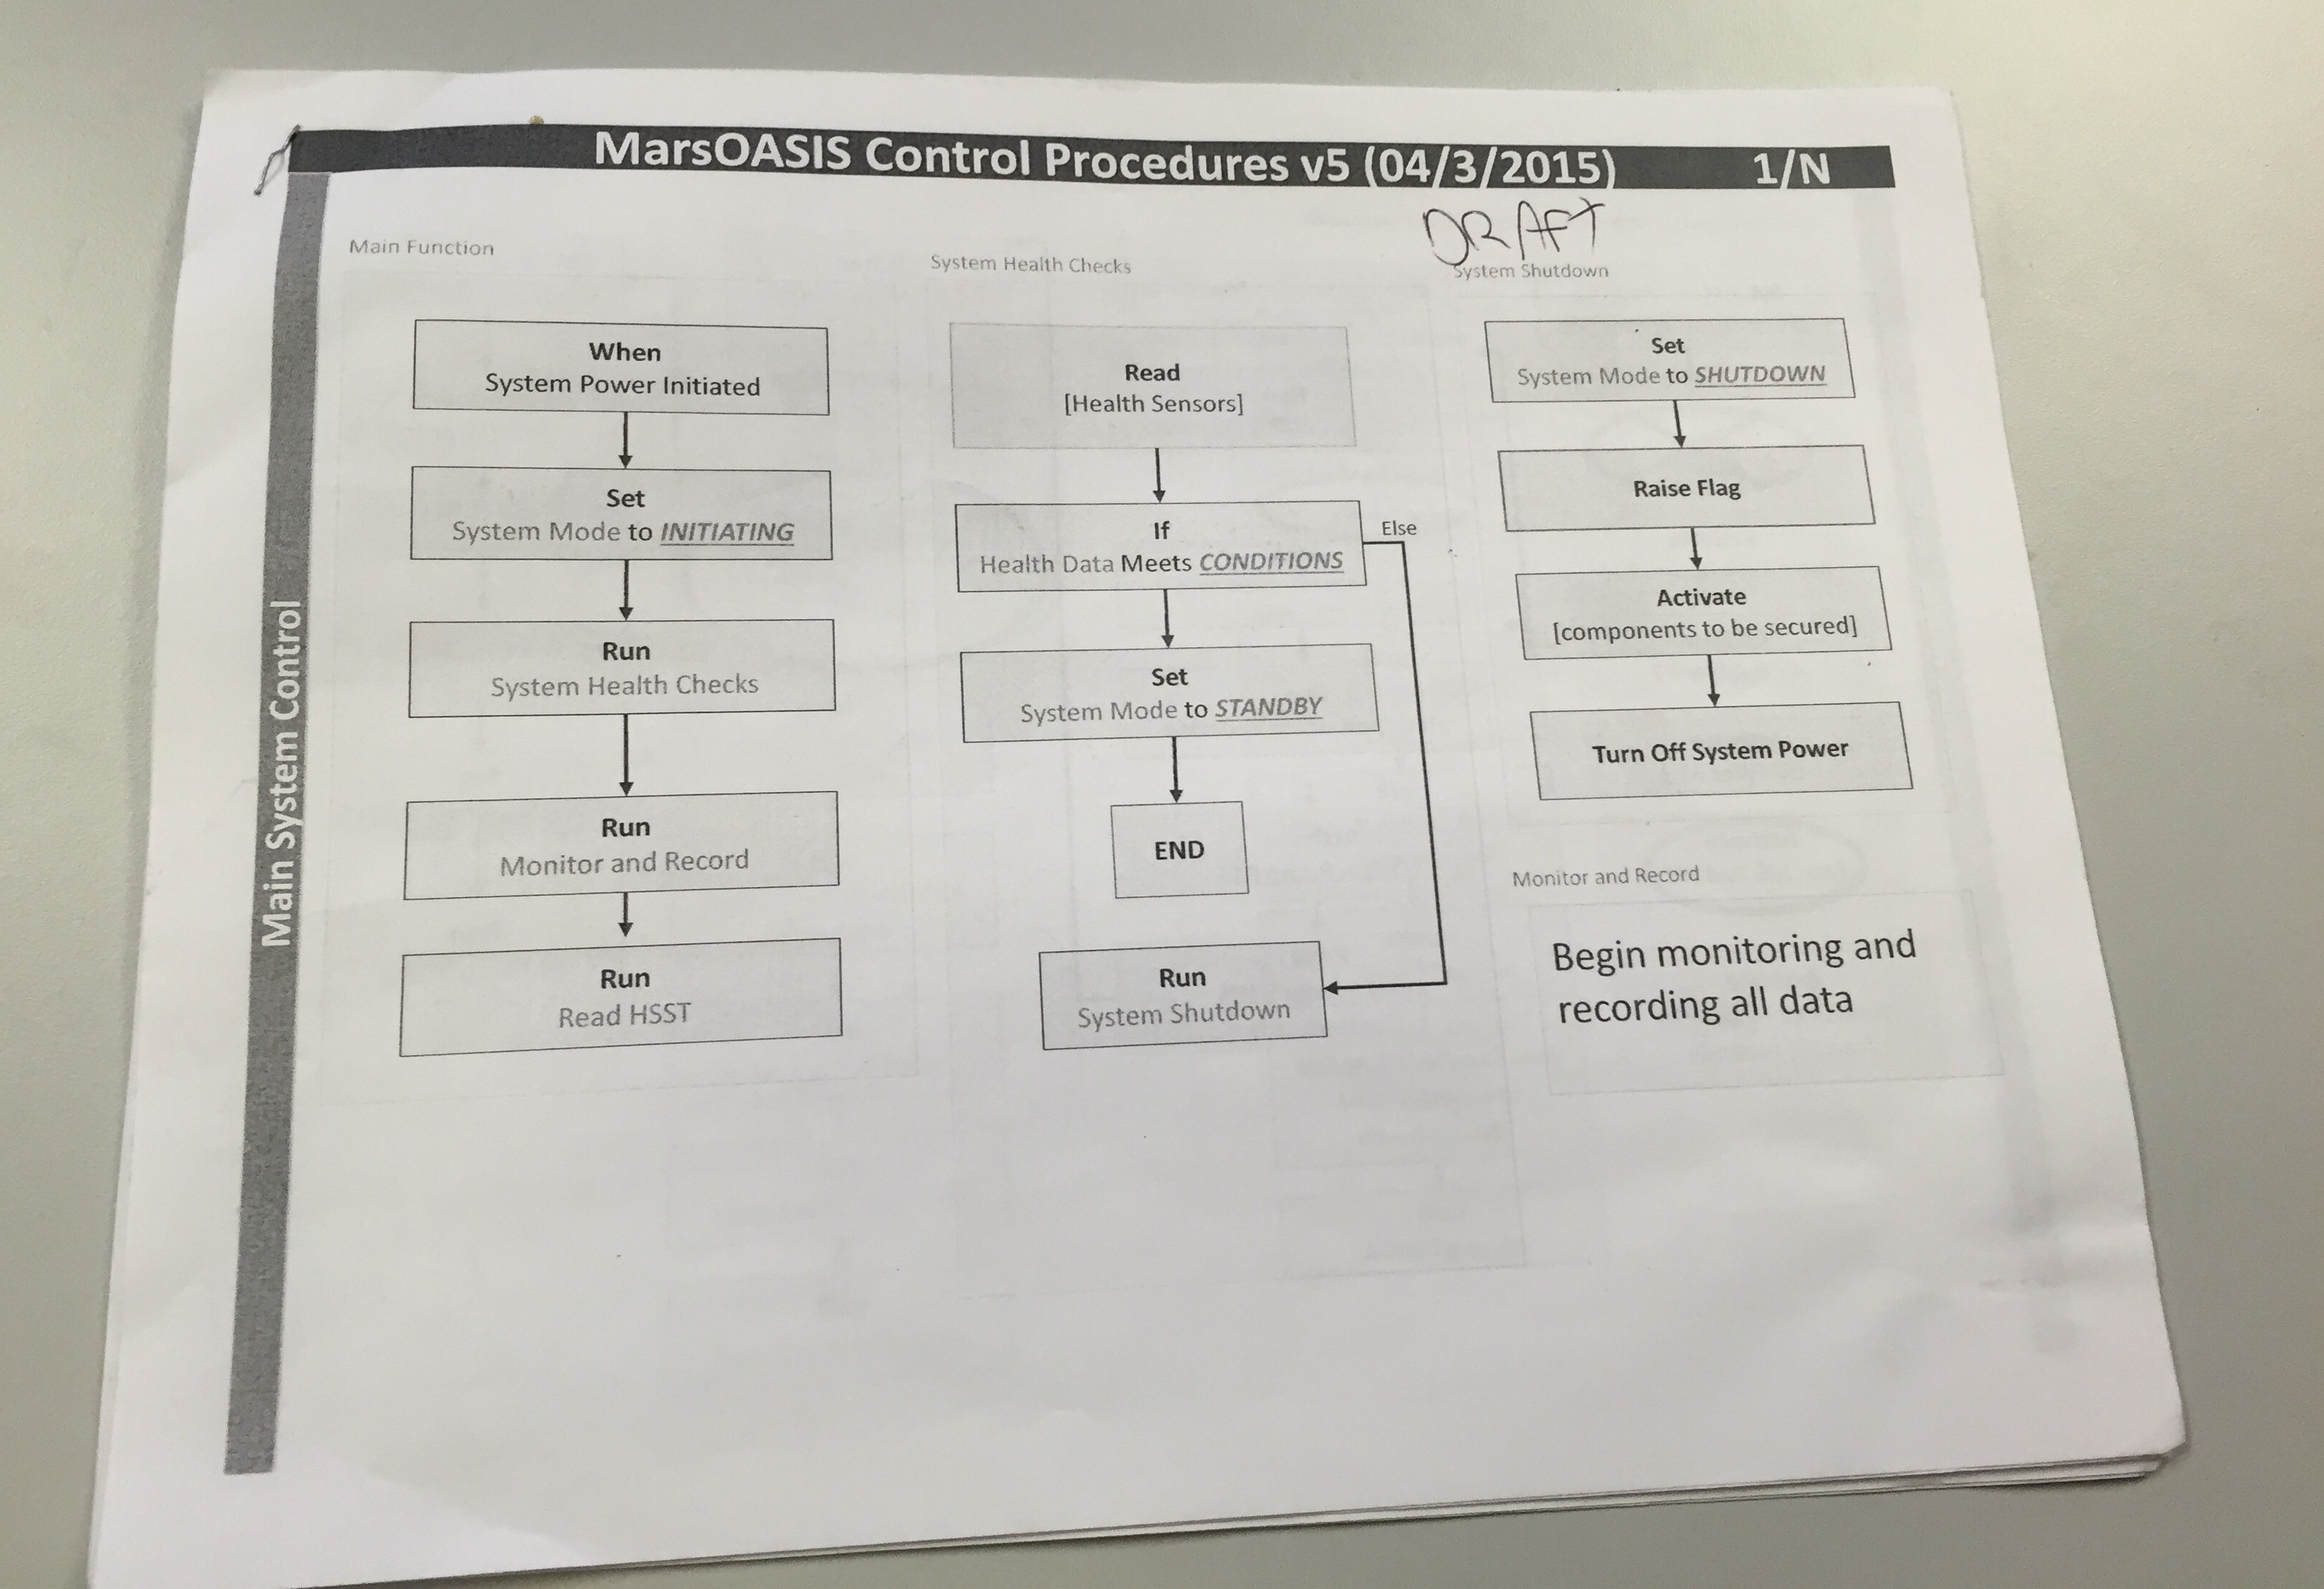 MarsOASIS Control Procedures v5 (04/3/2015) 1/N
DRAFT
Main System Control
Main Function
When
System Power Initiated
Set
System Mode to INITIATING
Run
System Health Checks
Run
Monitor and Record
Run
Read HSST
System Health Checks
Read
[Health Sensors]
If
Health Data Meets CONDITIONS
Else
Set
System Mode to STANDBY
END
Run
System Shutdown
System Shutdown
Set
System Mode to SHUTDOWN
Raise Flag
Activate
[components to be secured]
Turn Off System Power
Monitor and Record
Begin monitoring and
recording all data